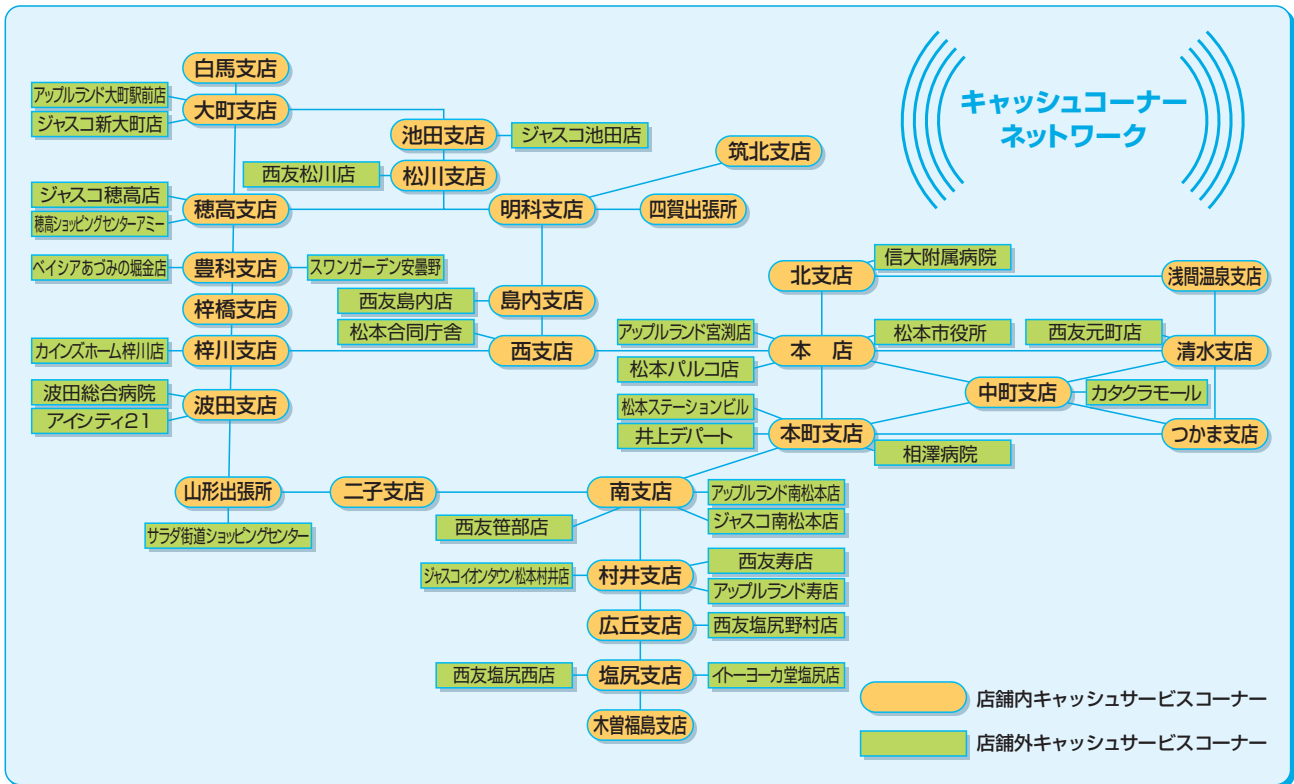 キャッシュコーナー
ネットワーク
白馬支店
アップルランド大町駅前店
大町支店
ジャスコ新大町店
池田支店
ジャスコ池田店
筑北支店
西友松川店
松川支店
ジャスコ穂高店
穂高支店
明科支店
四賀出張所
穂高ショッピングセンターアミー
ベイシアあづみの堀金店
豊科支店
スワンガーデン安曇野
信大附属病院
北支店
浅間温泉支店
西友島内店
島内支店
梓橋支店
松本合同庁舎
アップルランド宮渕店
松本市役所
西友元町店
カインズホーム梓川店
梓川支店
西支店
本　店
清水支店
松本パルコ店
波田総合病院
中町支店
カタクラモール
波田支店
アイシティ21
松本ステーションビル
井上デパート
本町支店
つかま支店
相澤病院
山形出張所
二子支店
南支店
アップルランド南松本店
西友笹部店
ジャスコ南松本店
サラダ街道ショッピングセンター
西友寿店
ジャスコイオンタウン松本村井店
村井支店
アップルランド寿店
広丘支店
西友塩尻野村店
西友塩尻西店
塩尻支店
イトーヨーカ堂塩尻店
木曽福島支店
店舗内キャッシュサービスコーナー
店舗外キャッシュサービスコーナー